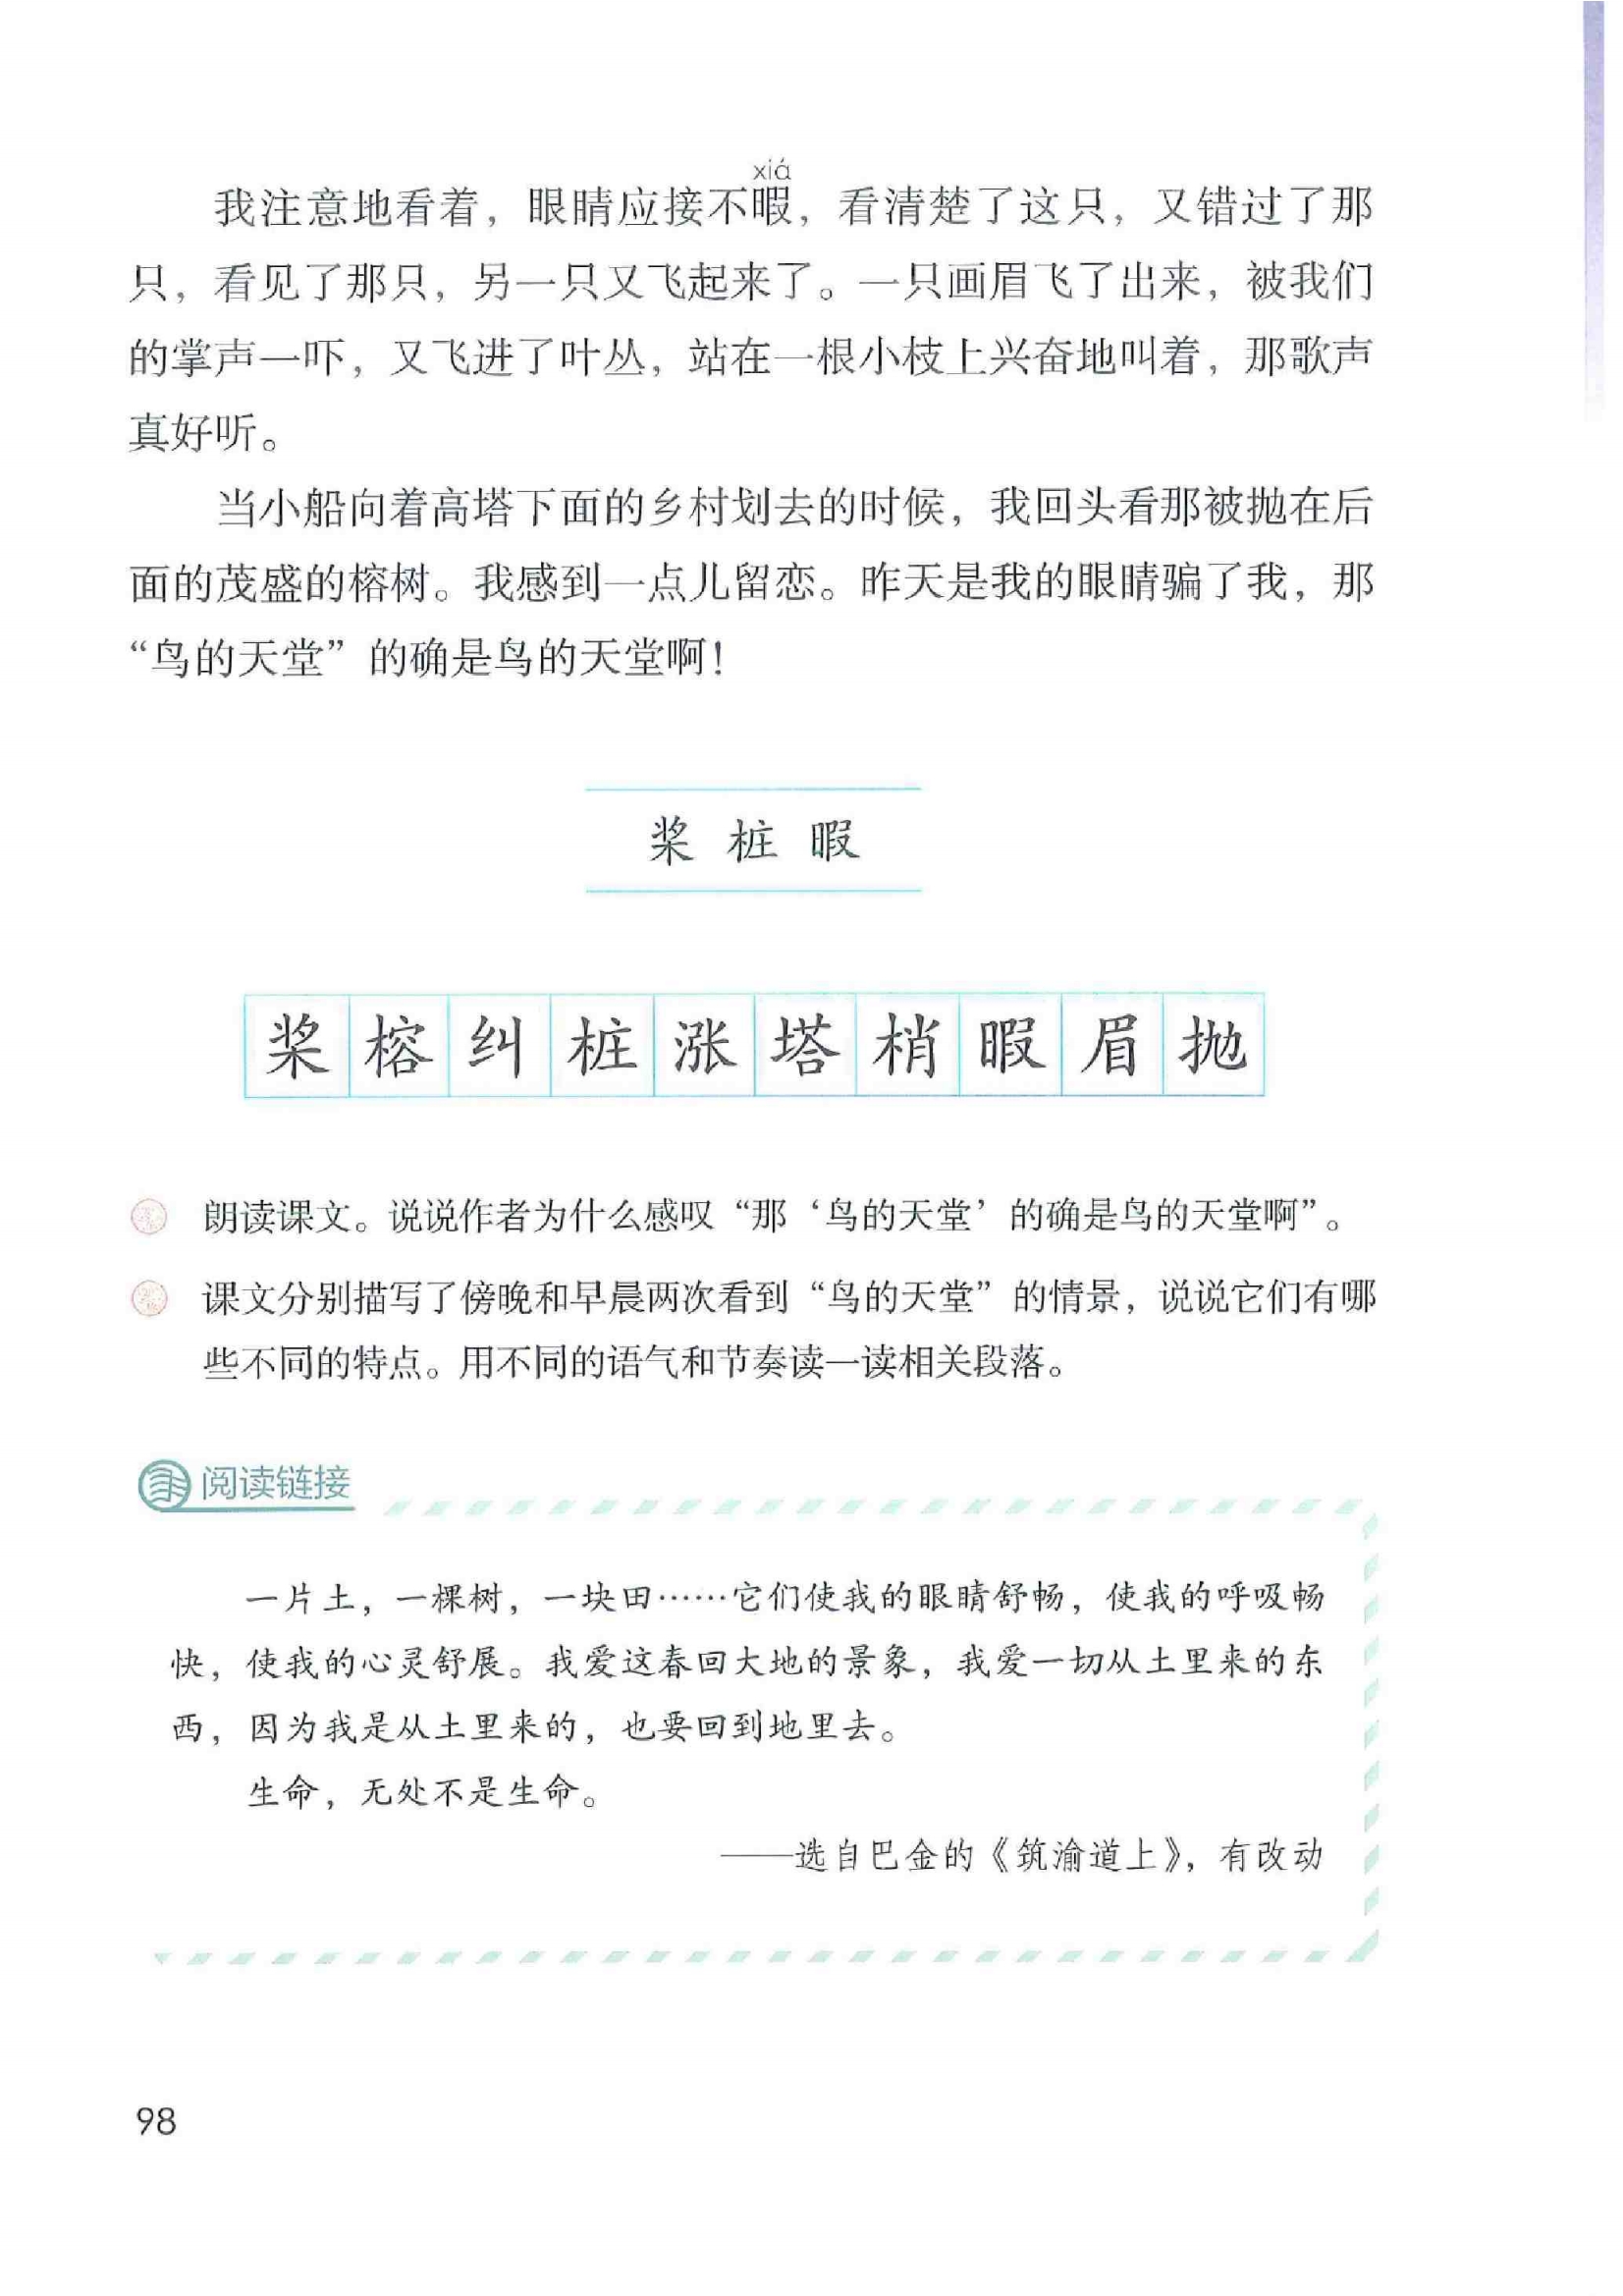 xiá
我注意地看着，眼睛应接不暇，看清楚了这只，又错过了那
只，看见了那只，另一只又飞起来了。一只画眉飞了出来，被我们
的掌声一吓，又飞进了叶丛，站在一根小枝上兴奋地叫着，那歌声
真好听。
当小船向着高塔下面的乡村划去的时候，我回头看那被抛在后
面的茂盛的榕树。我感到一点儿留恋。昨天是我的眼睛骗了我，那
“鸟的天堂”的确是鸟的天堂啊！
桨 桩 暇
桨 榕 纠 桩 涨 塔 梢 暇 眉 抛
朗读课文。说说作者为什么感叹“那‘鸟的天堂’的确是鸟的天堂啊”。
课文分别描写了傍晚和早晨两次看到“鸟的天堂”的情景，说说它们有哪
些不同的特点。用不同的语气和节奏读一读相关段落。
阅读链接
一片土，一棵树，一块田……它们使我的眼睛舒畅，使我的呼吸畅
快，使我的心灵舒展。我爱这春回大地的景象，我爱一切从土里来的东
西，因为我是从土里来的，也要回到地里去。
生命，无处不是生命。
——选自巴金的《筑渝道上》，有改动
98